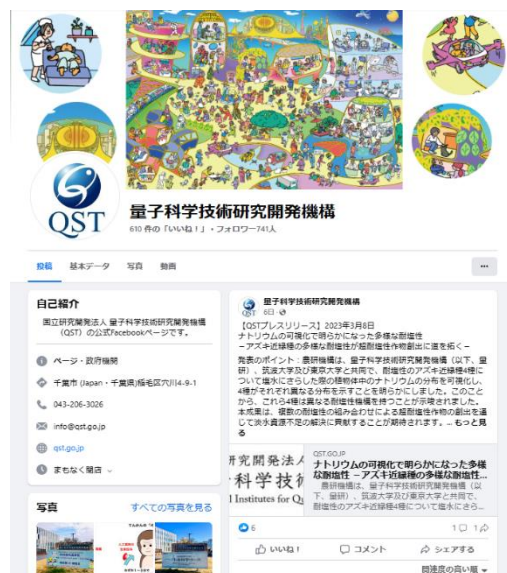 QST
量子科学技術研究開発機構
610 件の「いいね！」・フォロワー741人
投稿 基本データ 写真 動画
自己紹介
国立研究開発法人 量子科学技術研究開発機構
（QST）の公式Facebookページです。
ページ・政府機関
千葉市 (Japan・千葉県)稲毛区穴川4-9-1
043-206-3026
info@qst.go.jp
qst.go.jp
まもなく閉店
写真
すべての写真を見る
量子科学技術研究開発機構
6日
【QSTプレスリリース】2023年3月8日
ナトリウムの可視化で明らかになった多様な耐塩性
－アズキ近縁種の多様な耐塩性が超耐塩性作物創出に道を拓く－
発表のポイント：農研機構は、量子科学技術研究開発機構（以下、量
研）、筑波大学及び東京大学と共同で、耐塩性のアズキ近縁種4種に
ついて塩水にさらした際の植物体中のナトリウムの分布を可視化し、
4種がそれぞれ異なる分布を示すことを明らかにしました。このこと
から、これら4種は異なる耐塩性機構を持つことが示唆されました。
本成果は、複数の耐塩性の組み合わせによる超耐塩性作物の創出を通
じて淡水資源不足の解決に貢献することが期待されます。… もっと見
る
研究開発法人
科学技術
l Institutes for Qu
QST.GO.JP
ナトリウムの可視化で明らかになった多様
な耐塩性 －アズキ近縁種の多様な耐塩性...
農研機構は、量子科学技術研究開発機構（以
下、量研）、筑波大学及び東京大学と共同で、
耐塩性のアズキ近縁種4種について塩水にさら...
6
1
1
いいね！ コメント シェアする
関連度の高い順